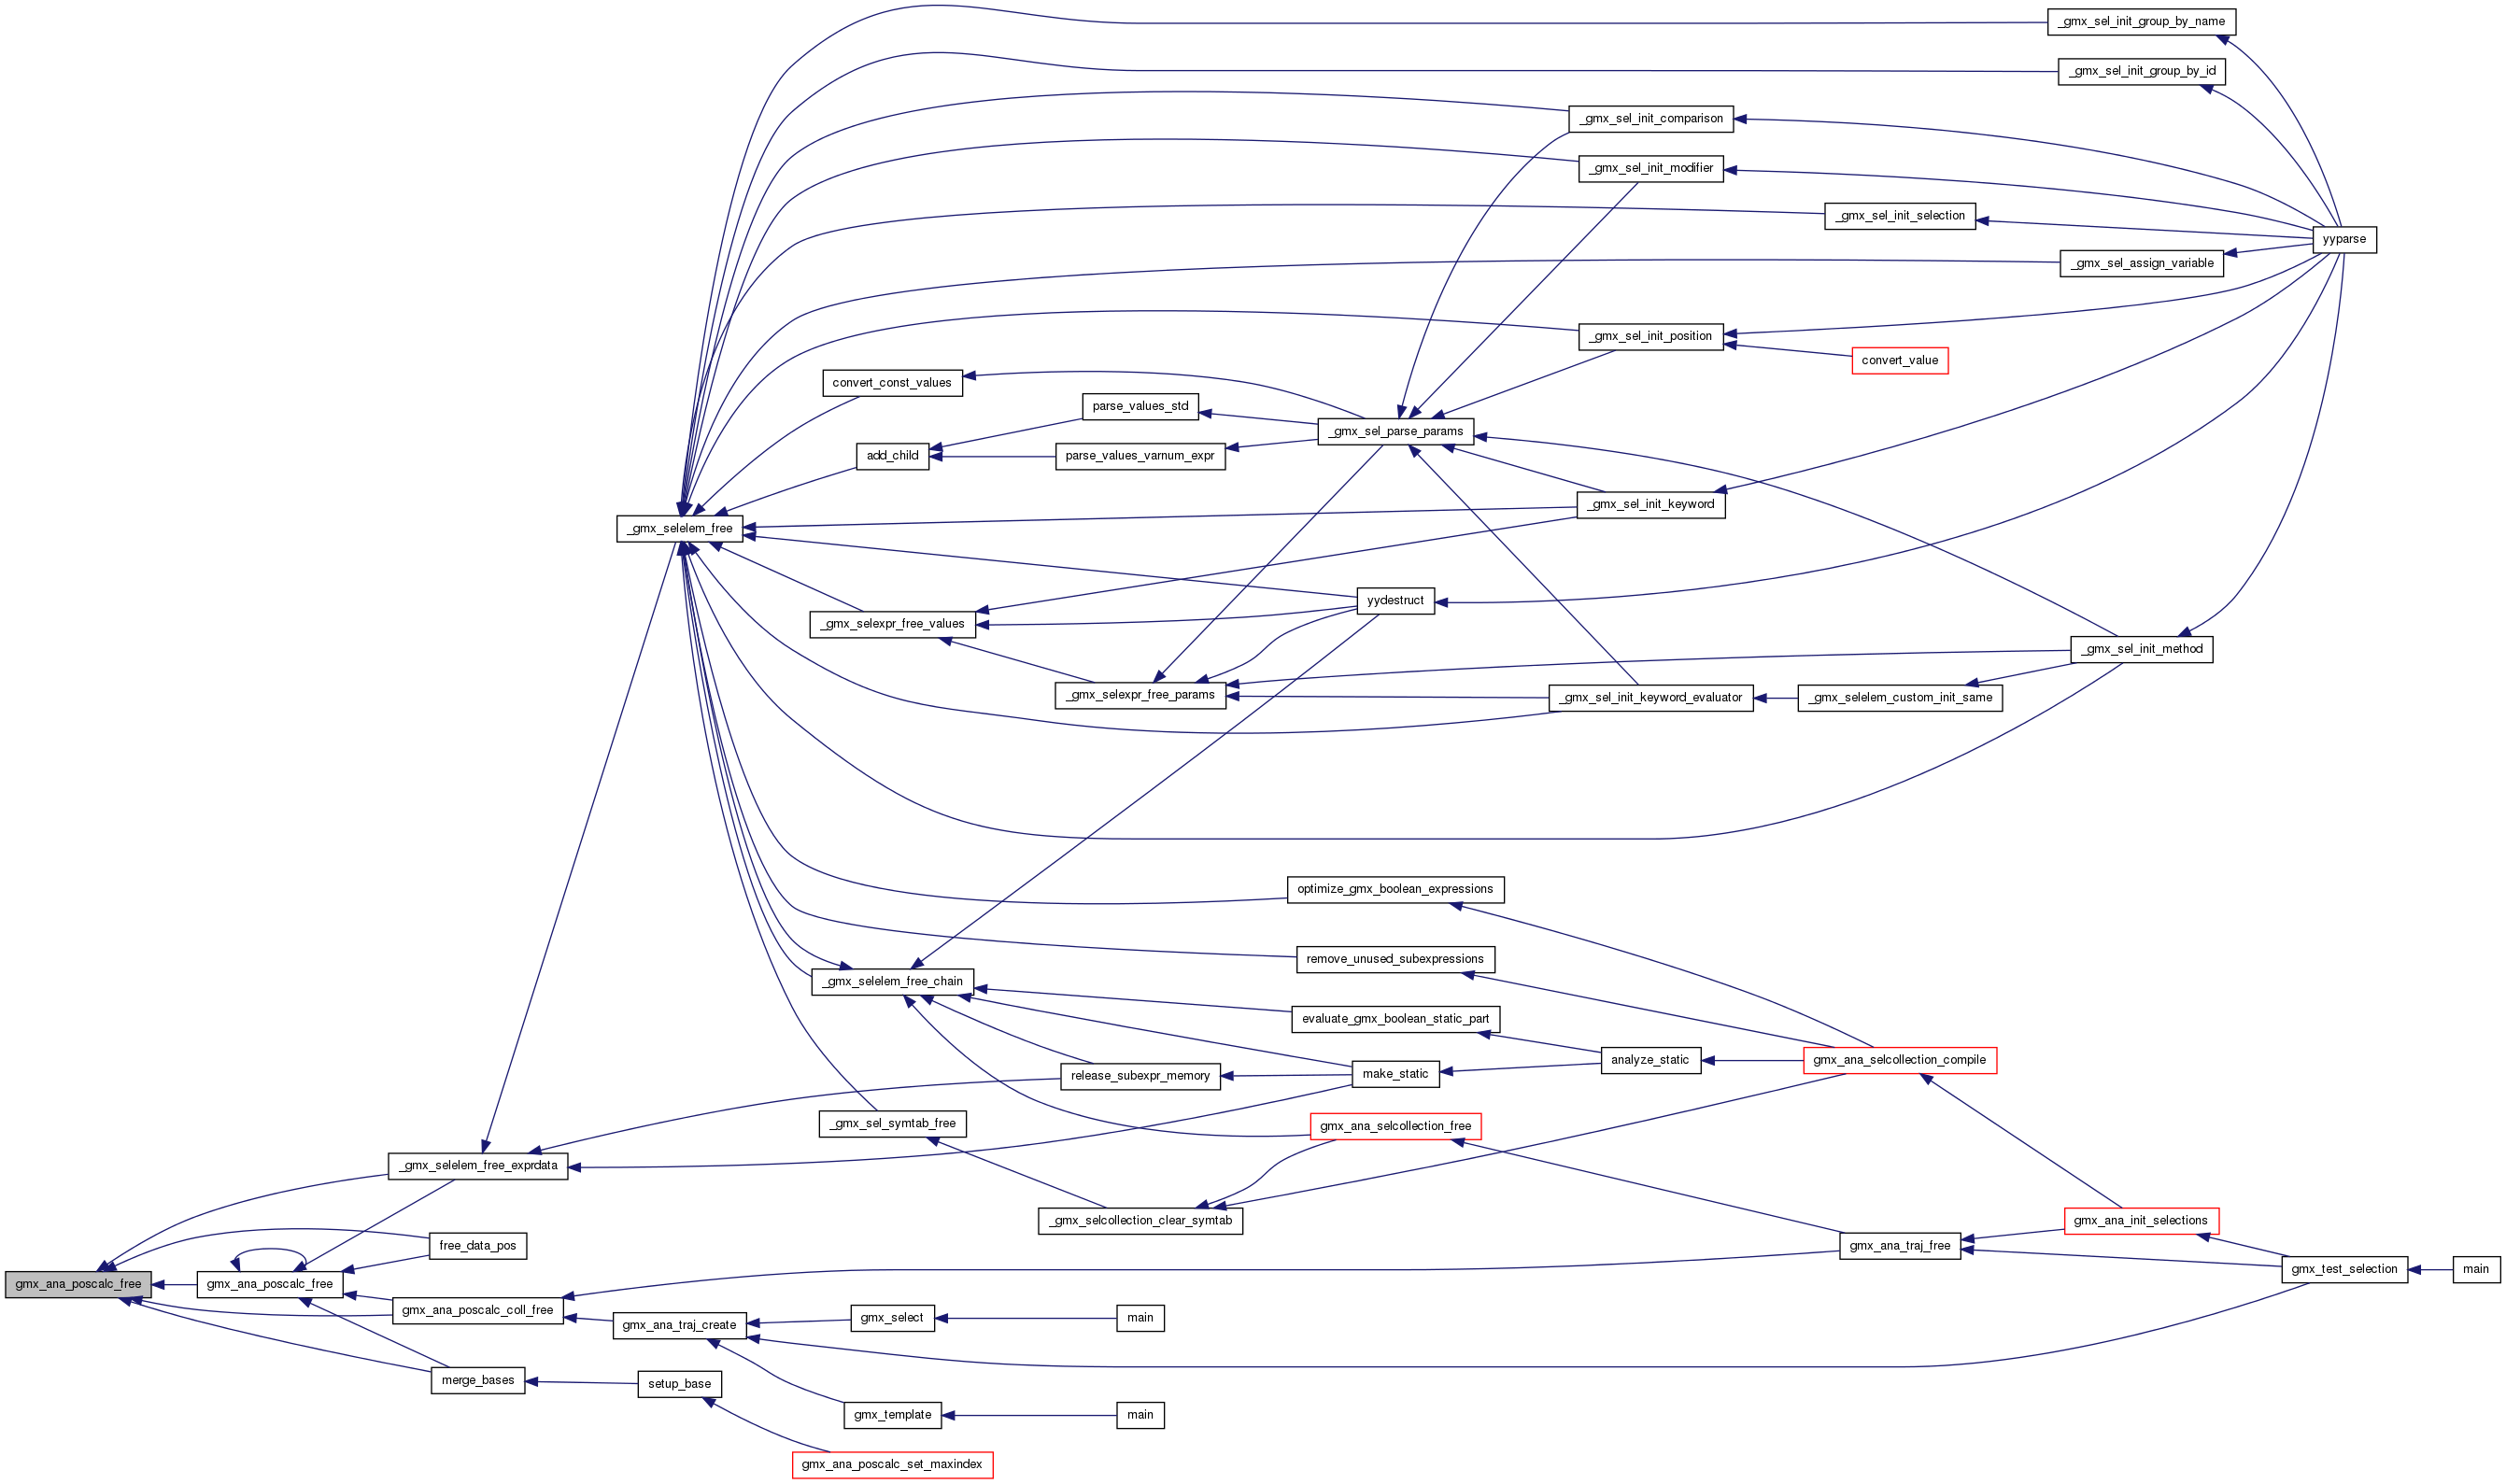 _gmx_sel_init_group_by_name
_gmx_sel_init_group_by_id
_gmx_sel_init_comparison
_gmx_sel_init_modifier
_gmx_sel_init_selection
yyparse
_gmx_sel_assign_variable
_gmx_sel_init_position
convert_value
convert_const_values
parse_values_std
_gmx_sel_parse_params
add_child
parse_values_varnum_expr
_gmx_sel_init_keyword
_gmx_selelem_free
yydestruct
_gmx_selexpr_free_values
_gmx_sel_init_method
_gmx_selexpr_free_params
_gmx_sel_init_keyword_evaluator
_gmx_selelem_custom_init_same
optimize_gmx_boolean_expressions
remove_unused_subexpressions
_gmx_selelem_free_chain
evaluate_gmx_boolean_static_part
analyze_static
gmx_ana_selcollection_compile
release_subexpr_memory
make_static
_gmx_sel_symtab_free
gmx_ana_selcollection_free
_gmx_selelem_free_exprdata
_gmx_selcollection_clear_symtab
gmx_ana_init_selections
free_data_pos
gmx_ana_traj_free
gmx_test_selection
main
gmx_ana_poscalc_free
gmx_ana_poscalc_free
gmx_ana_poscalc_coll_free
gmx_ana_traj_create
gmx_select
main
merge_bases
setup_base
gmx_template
main
gmx_ana_poscalc_set_maxindex